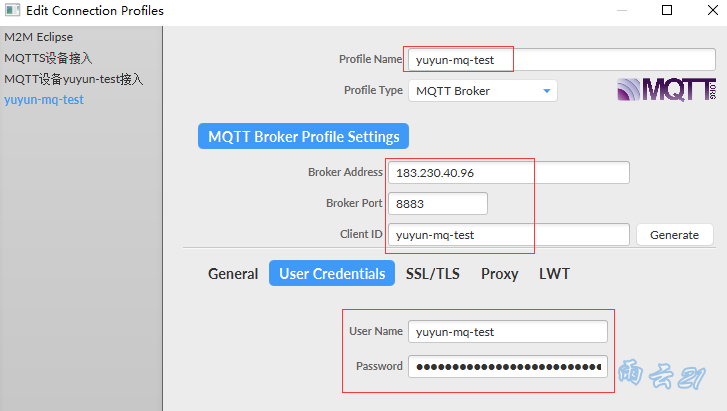 Edit Connection Profiles
M2M Eclipse
MQTTS设备接入
MQTT设备yuyun-test接入
yuyun-mq-test
Profile Name yuyun-mq-test
Profile Type MQTT Broker
MQTT.ORG
MQTT Broker Profile Settings
Broker Address 183.230.40.96
Broker Port 8883
Client ID yuyun-mq-test Generate
General User Credentials SSL/TLS Proxy LWT
User Name yuyun-mq-test
Password ●●●●●●●●●●●●●●●●●●●●●●●●●●
雨云21